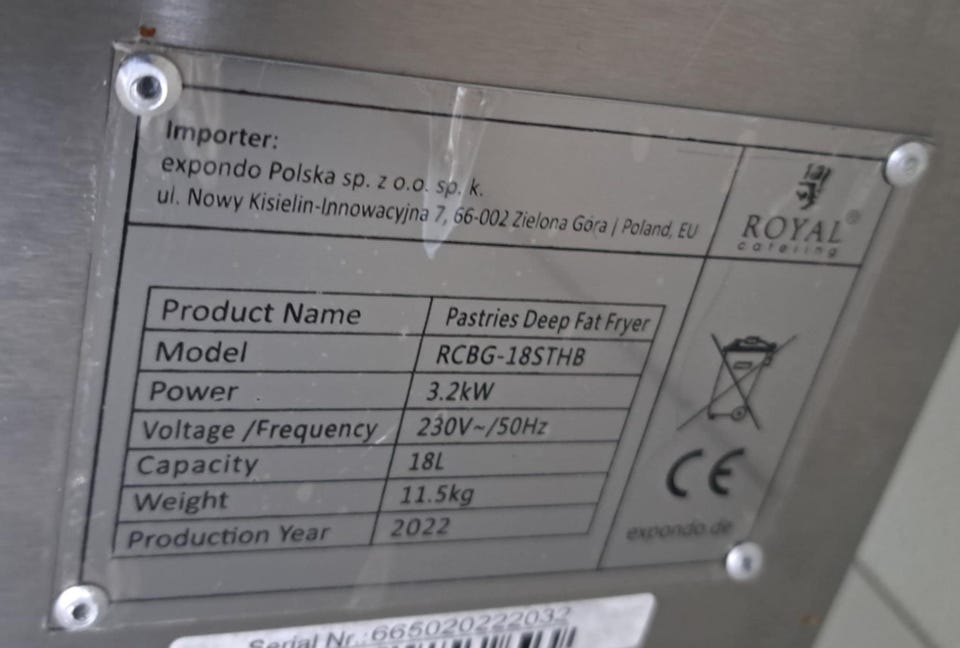 Importer:
expondo Polska sp. z o.o. sp. k.
ul. Nowy Kisielin-Innowacyjna 7, 66-002 Zielona Góra | Poland, EU
ROYAL®
catering
Product Name Pastries Deep Fat Fryer
Model RCBG-18STHB
Power 3.2kW
Voltage /Frequency 230V~/50Hz
Capacity 18L
Weight 11.5kg
Production Year 2022
CE
expondo.de
Serial Nr.:665020222032